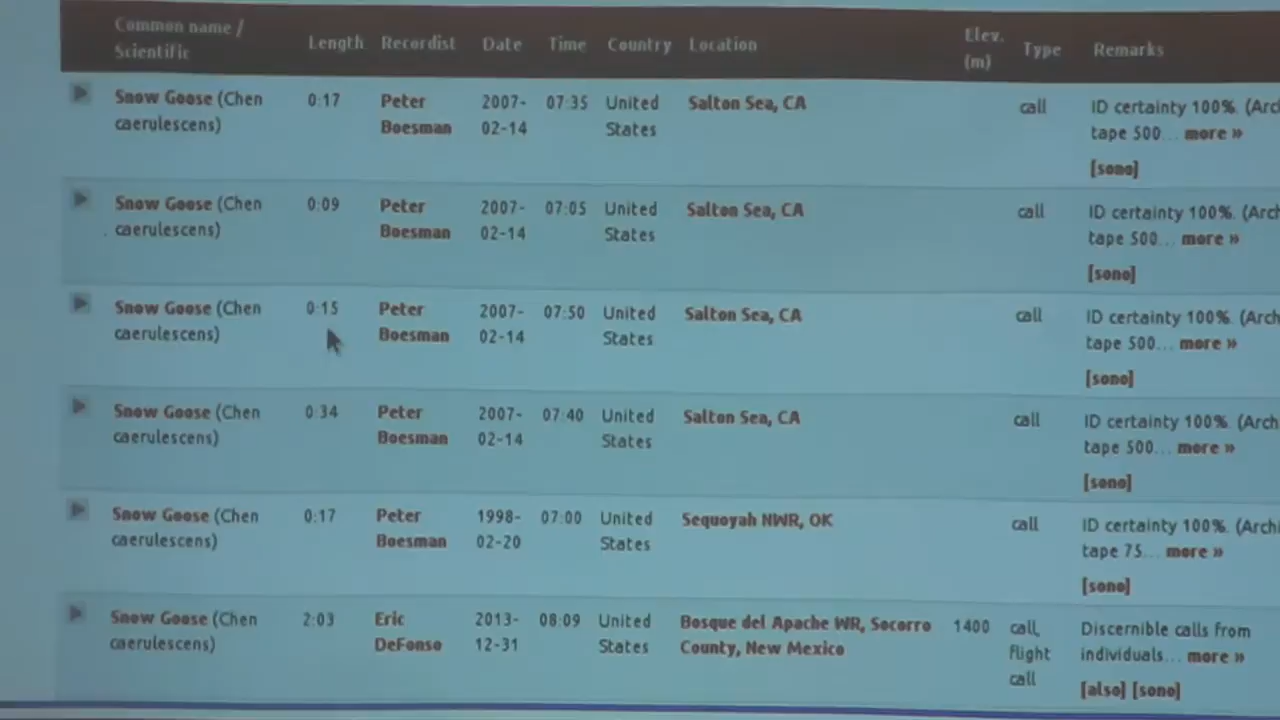 Common name / Scientific Length Recordist Date Time Country Location Elev. (m) Type Remarks
Snow Goose (Chen 0:17 Peter 2007- 07:35 United Salton Sea, CA call ID certainty 100%. (Arc
caerulescens) Boesman 02-14 States tape 500... more »
[sono]
Snow Goose (Chen 0:09 Peter 2007- 07:05 United Salton Sea, CA call ID certainty 100%. (Arch
caerulescens) Boesman 02-14 States tape 500... more »
[sono]
Snow Goose (Chen 0:15 Peter 2007- 07:50 United Salton Sea, CA call ID certainty 100%. (Arch
caerulescens) Boesman 02-14 States tape 500... more »
[sono]
Snow Goose (Chen 0:34 Peter 2007- 07:40 United Salton Sea, CA call ID certainty 100%. (Arch
caerulescens) Boesman 02-14 States tape 500... more »
[sono]
Snow Goose (Chen 0:17 Peter 1998- 07:00 United Sequoyah NWR, OK call ID certainty 100%. (Archi
caerulescens) Boesman 02-20 States tape 75... more »
[sono]
Snow Goose (Chen 2:03 Eric 2013- 08:09 United Bosque del Apache WR, Socorro 1400 call, Discernible calls from
caerulescens) DeFonso 12-31 States County, New Mexico flight individuals... more »
call [also] [sono]